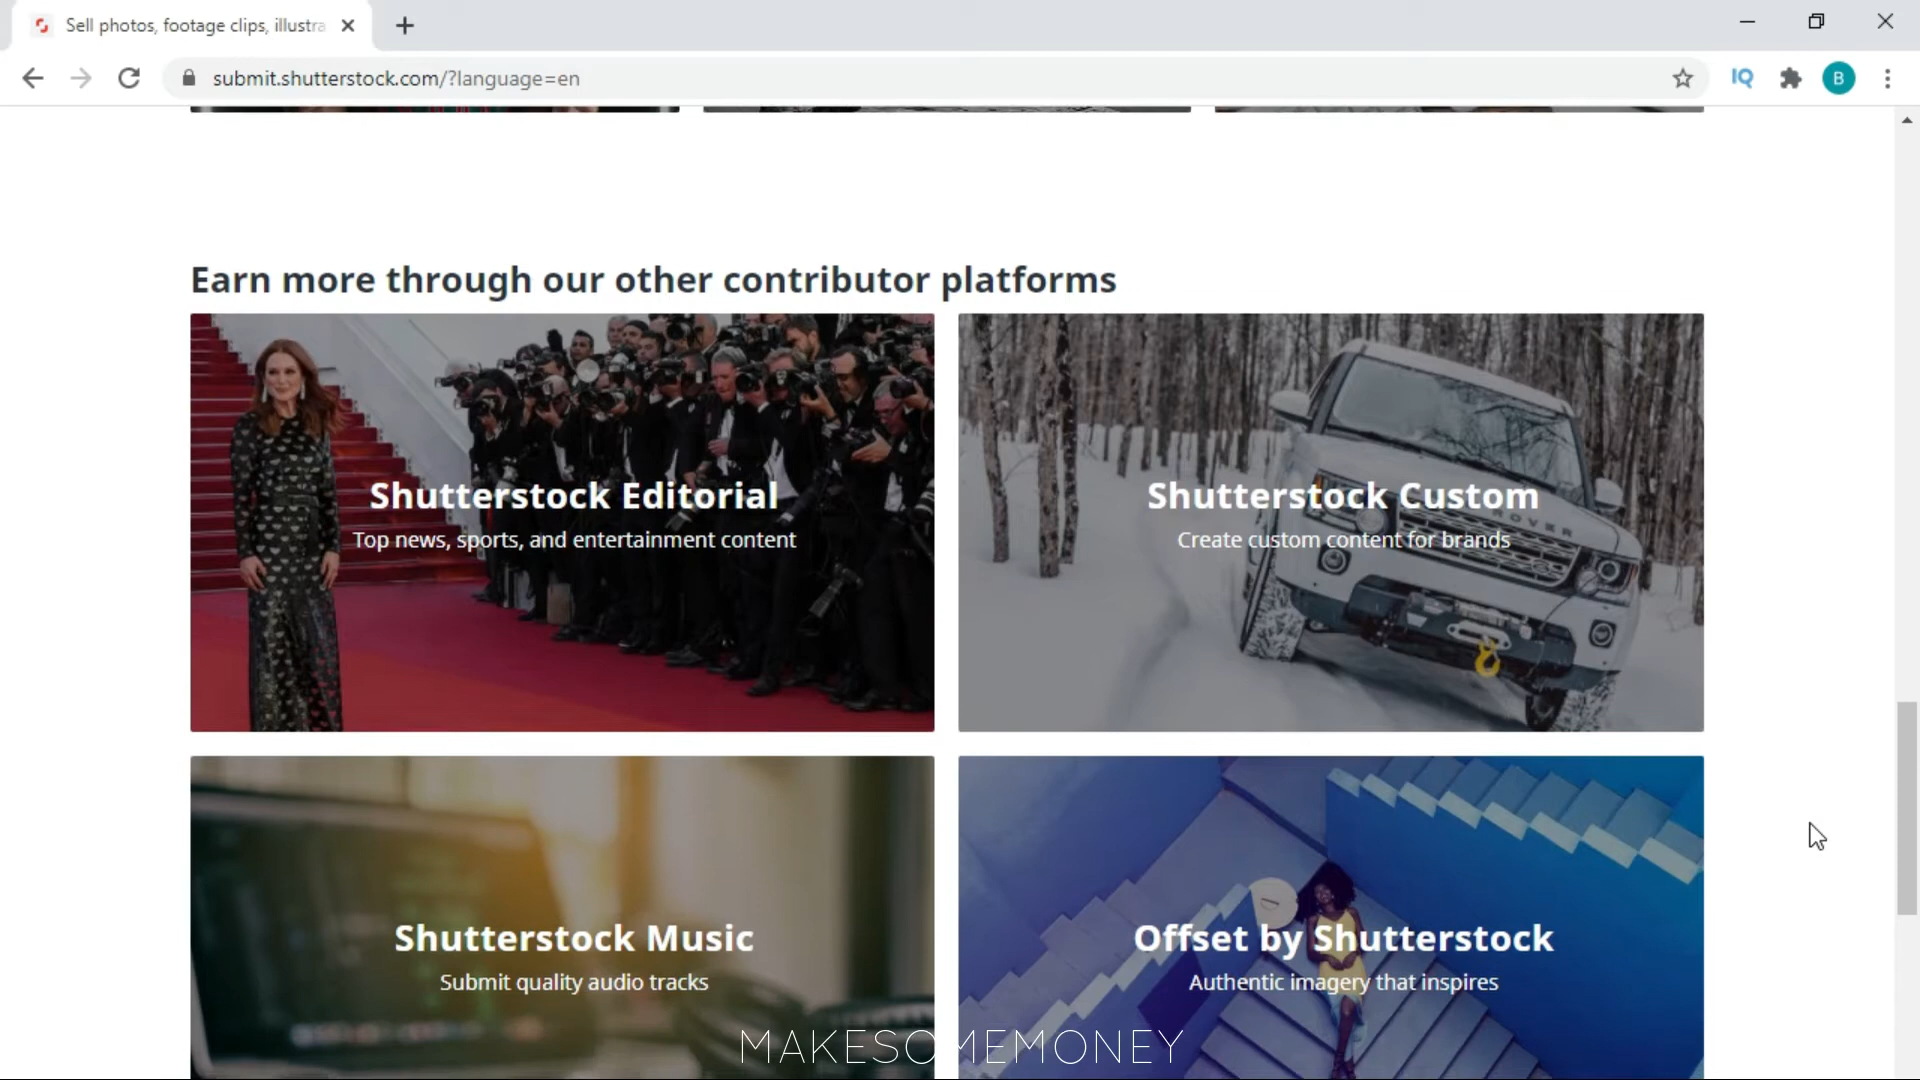 Sell photos, footage clips, illustra
submit.shutterstock.com/?language=en
IQ
B
Earn more through our other contributor platforms
Shutterstock Editorial
Top news, sports, and entertainment content
Shutterstock Custom
Create custom content for brands
Shutterstock Music
Submit quality audio tracks
Offset by Shutterstock
Authentic imagery that inspires
MAKESOMEMONEY